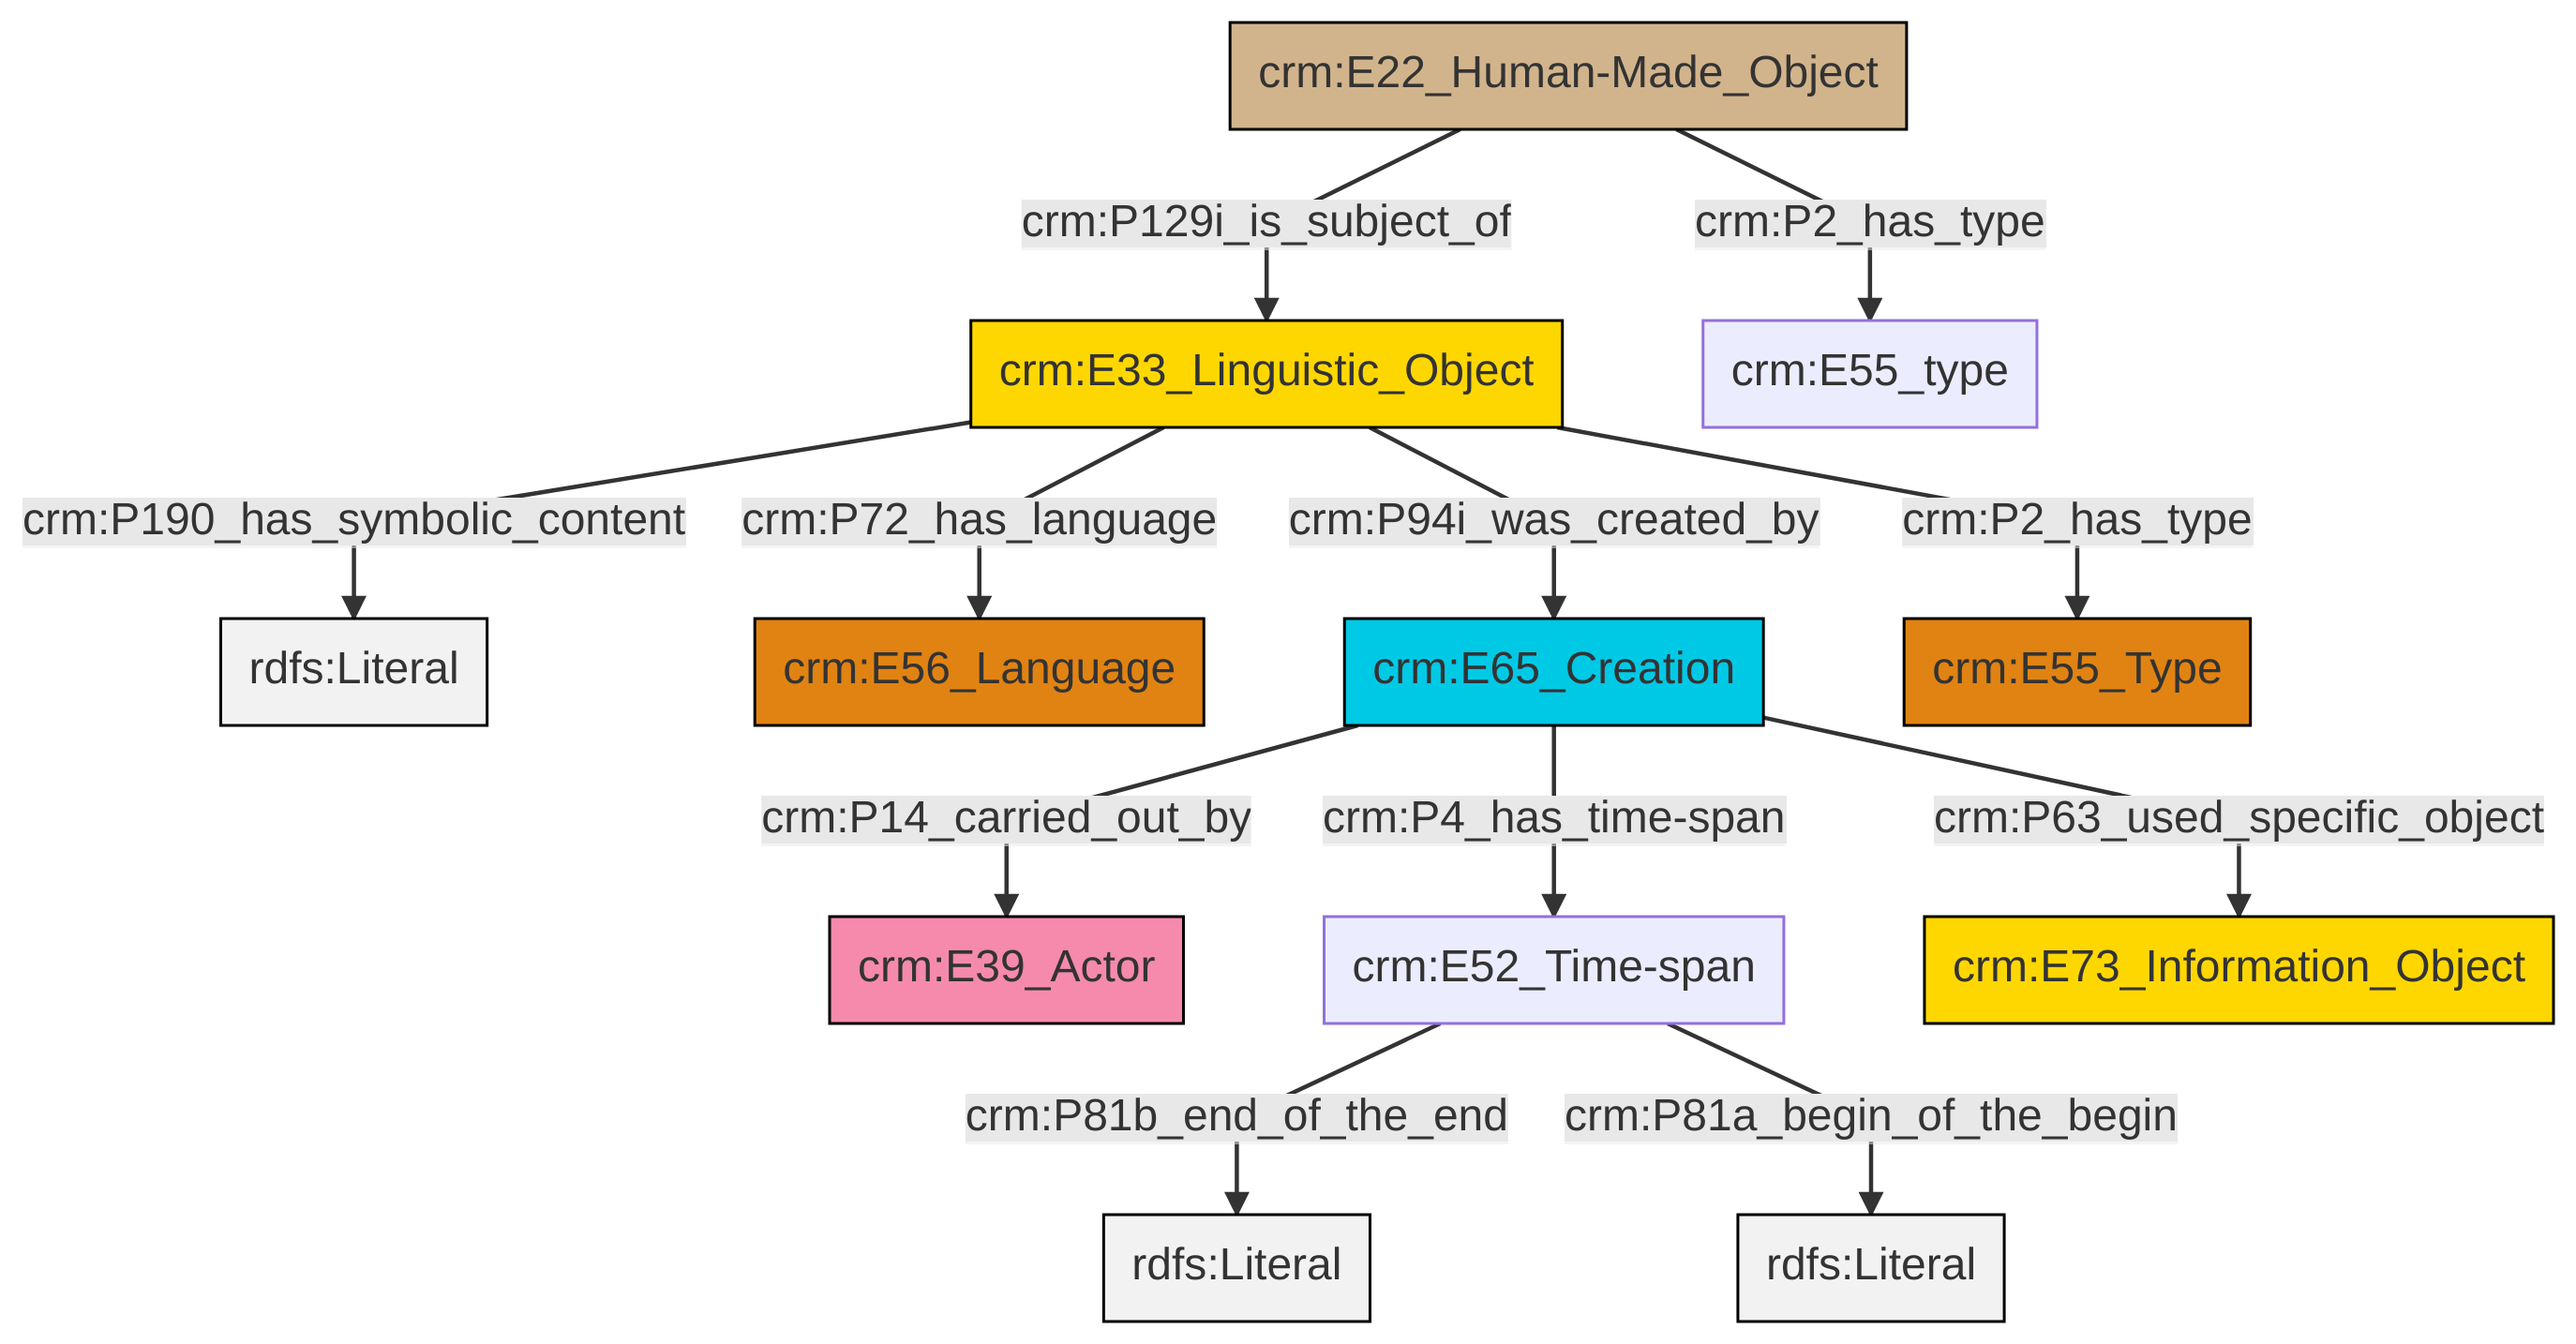 crm:E22_Human-Made_Object
crm:P129i_is_subject_of
crm:P2_has_type
crm:E33_Linguistic_Object
crm:E55_type
crm:P190_has_symbolic_content
crm:P72_has_language
crm:P94i_was_created_by
crm:P2_has_type
rdfs:Literal
crm:E56_Language
crm:E65_Creation
crm:E55_Type
crm:P14_carried_out_by
crm:P4_has_time-span
crm:P63_used_specific_object
crm:E39_Actor
crm:E52_Time-span
crm:E73_Information_Object
crm:P81b_end_of_the_end
crm:P81a_begin_of_the_begin
rdfs:Literal
rdfs:Literal